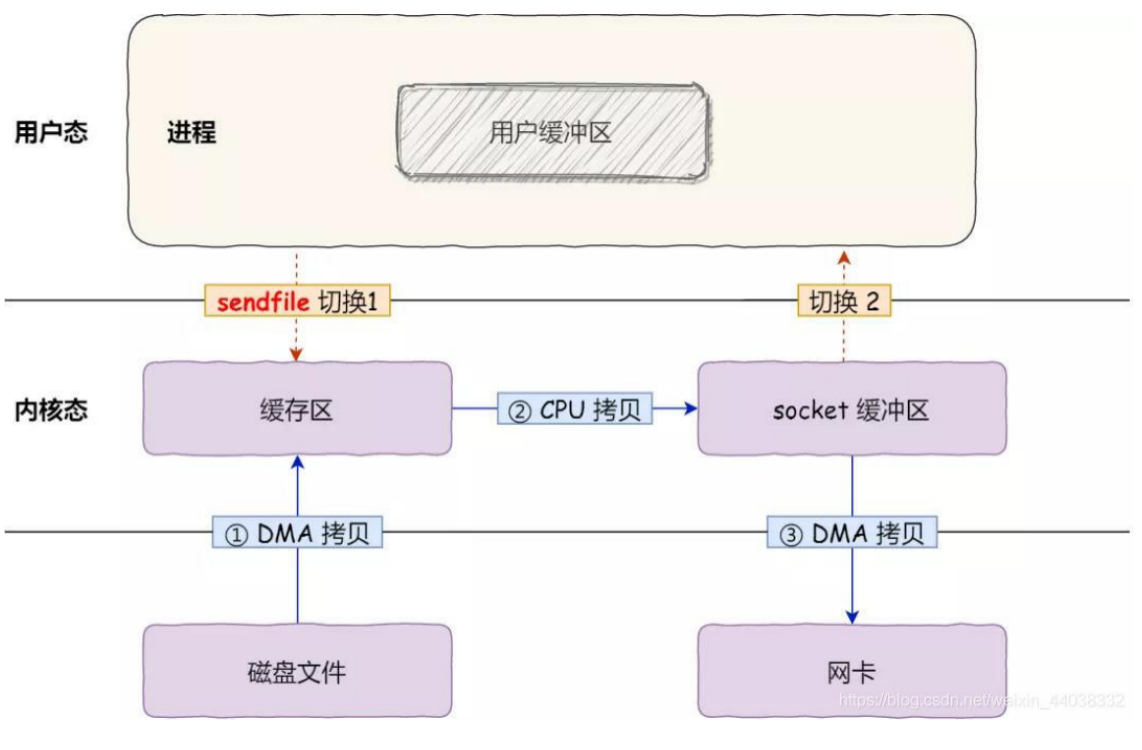 用户态
进程
用户缓冲区
sendfile 切换1
切换 2
内核态
缓存区
② CPU 拷贝
socket 缓冲区
① DMA 拷贝
③ DMA 拷贝
磁盘文件
网卡
https://blog.csdn.net/weixin_44038332